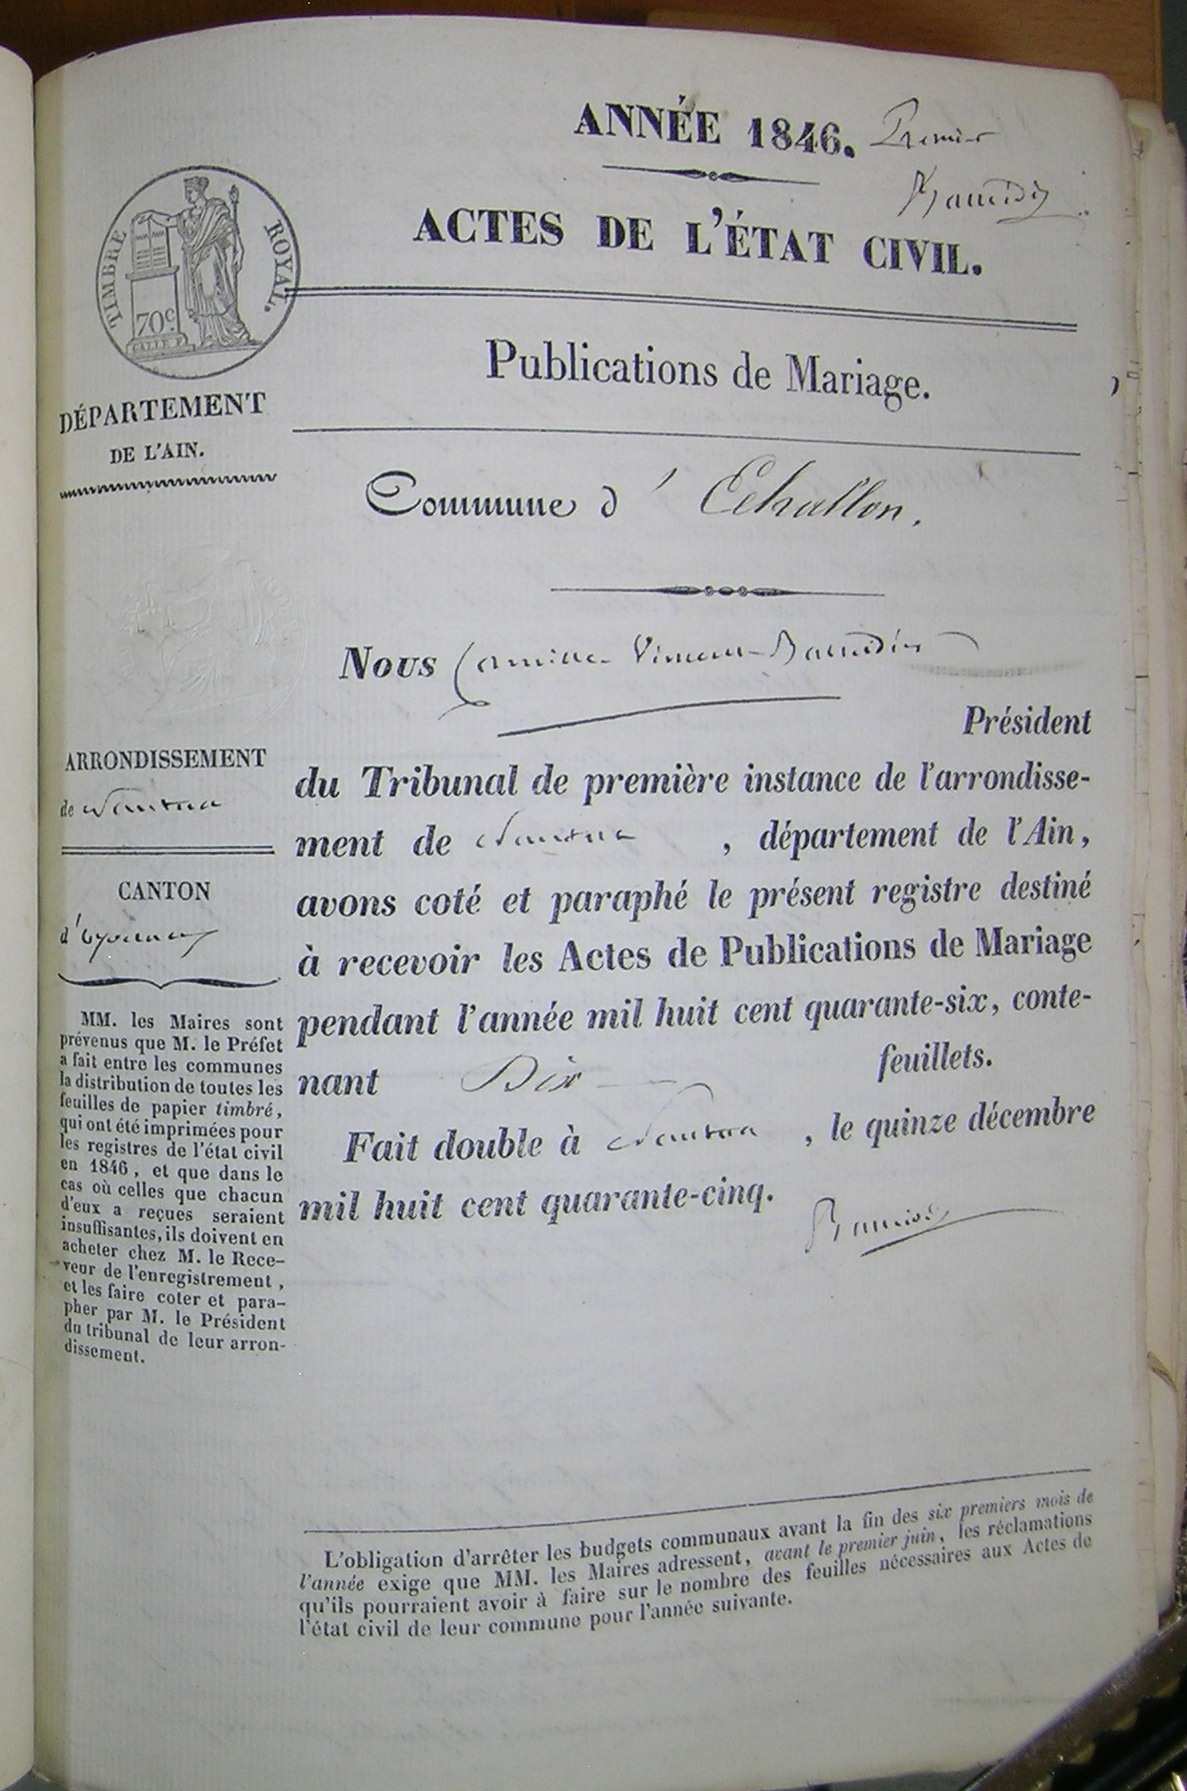 ANNÉE 1846. Premier
Baudin
ACTES DE L'ÉTAT CIVIL.
TIMBRE ROYAL.
70c
Publications de Mariage.
DÉPARTEMENT
DE L'AIN.
Commune d'Echallon.
Nous Camille Vincent Baudin
Président
du Tribunal de première instance de l'arrondisse-
ment de Nantua, département de l'Ain,
avons coté et paraphé le présent registre destiné
à recevoir les Actes de Publications de Mariage
pendant l'année mil huit cent quarante-six, conte-
nant Dix feuillets.
Fait double à Nantua, le quinze décembre
mil huit cent quarante-cinq.
ARRONDISSEMENT
de Nantua
CANTON
d'Oyonnax
MM. les Maires sont
prévenus que M. le Préfet
a fait entre les communes
la distribution de toutes les
feuilles de papier timbré,
qui ont été imprimées pour
les registres de l'état civil
en 1846, et que dans le
cas où celles que chacun
d'eux a reçues seraient
insuffisantes, ils doivent en
acheter chez M. le Rece-
veur de l'enregistrement,
et les faire coter et para-
pher par M. le Président
du tribunal de leur arron-
dissement.
L'obligation d'arrêter les budgets communaux avant la fin des six premiers mois de
l'année exige que MM. les Maires adressent, avant le premier juin, les réclamations
qu'ils pourraient avoir à faire sur le nombre des feuilles nécessaires aux Actes de
l'état civil de leur commune pour l'année suivante.